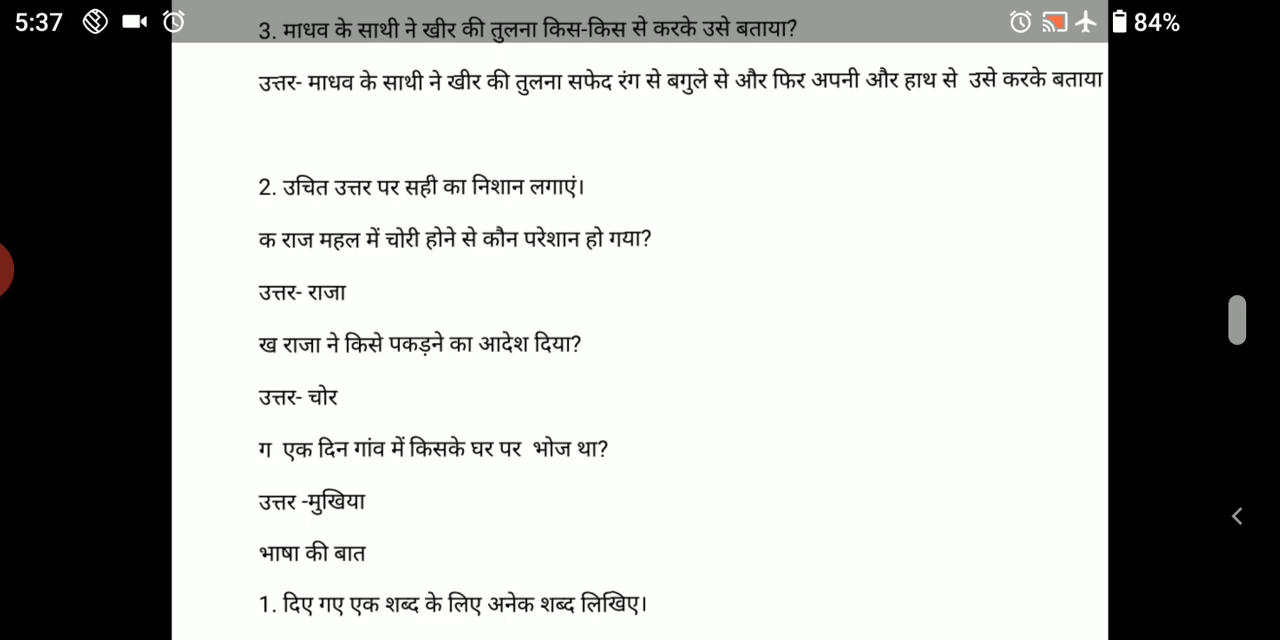 5:37 84%
3. माधव के साथी ने खीर की तुलना किस-किस से करके उसे बताया?
उत्तर- माधव के साथी ने खीर की तुलना सफेद रंग से बगुले से और फिर अपनी और हाथ से उसे करके बताया
2. उचित उत्तर पर सही का निशान लगाएं।
क राज महल में चोरी होने से कौन परेशान हो गया?
उत्तर- राजा
ख राजा ने किसे पकड़ने का आदेश दिया?
उत्तर- चोर
ग एक दिन गांव में किसके घर पर भोज था?
उत्तर -मुखिया
भाषा की बात
1. दिए गए एक शब्द के लिए अनेक शब्द लिखिए।